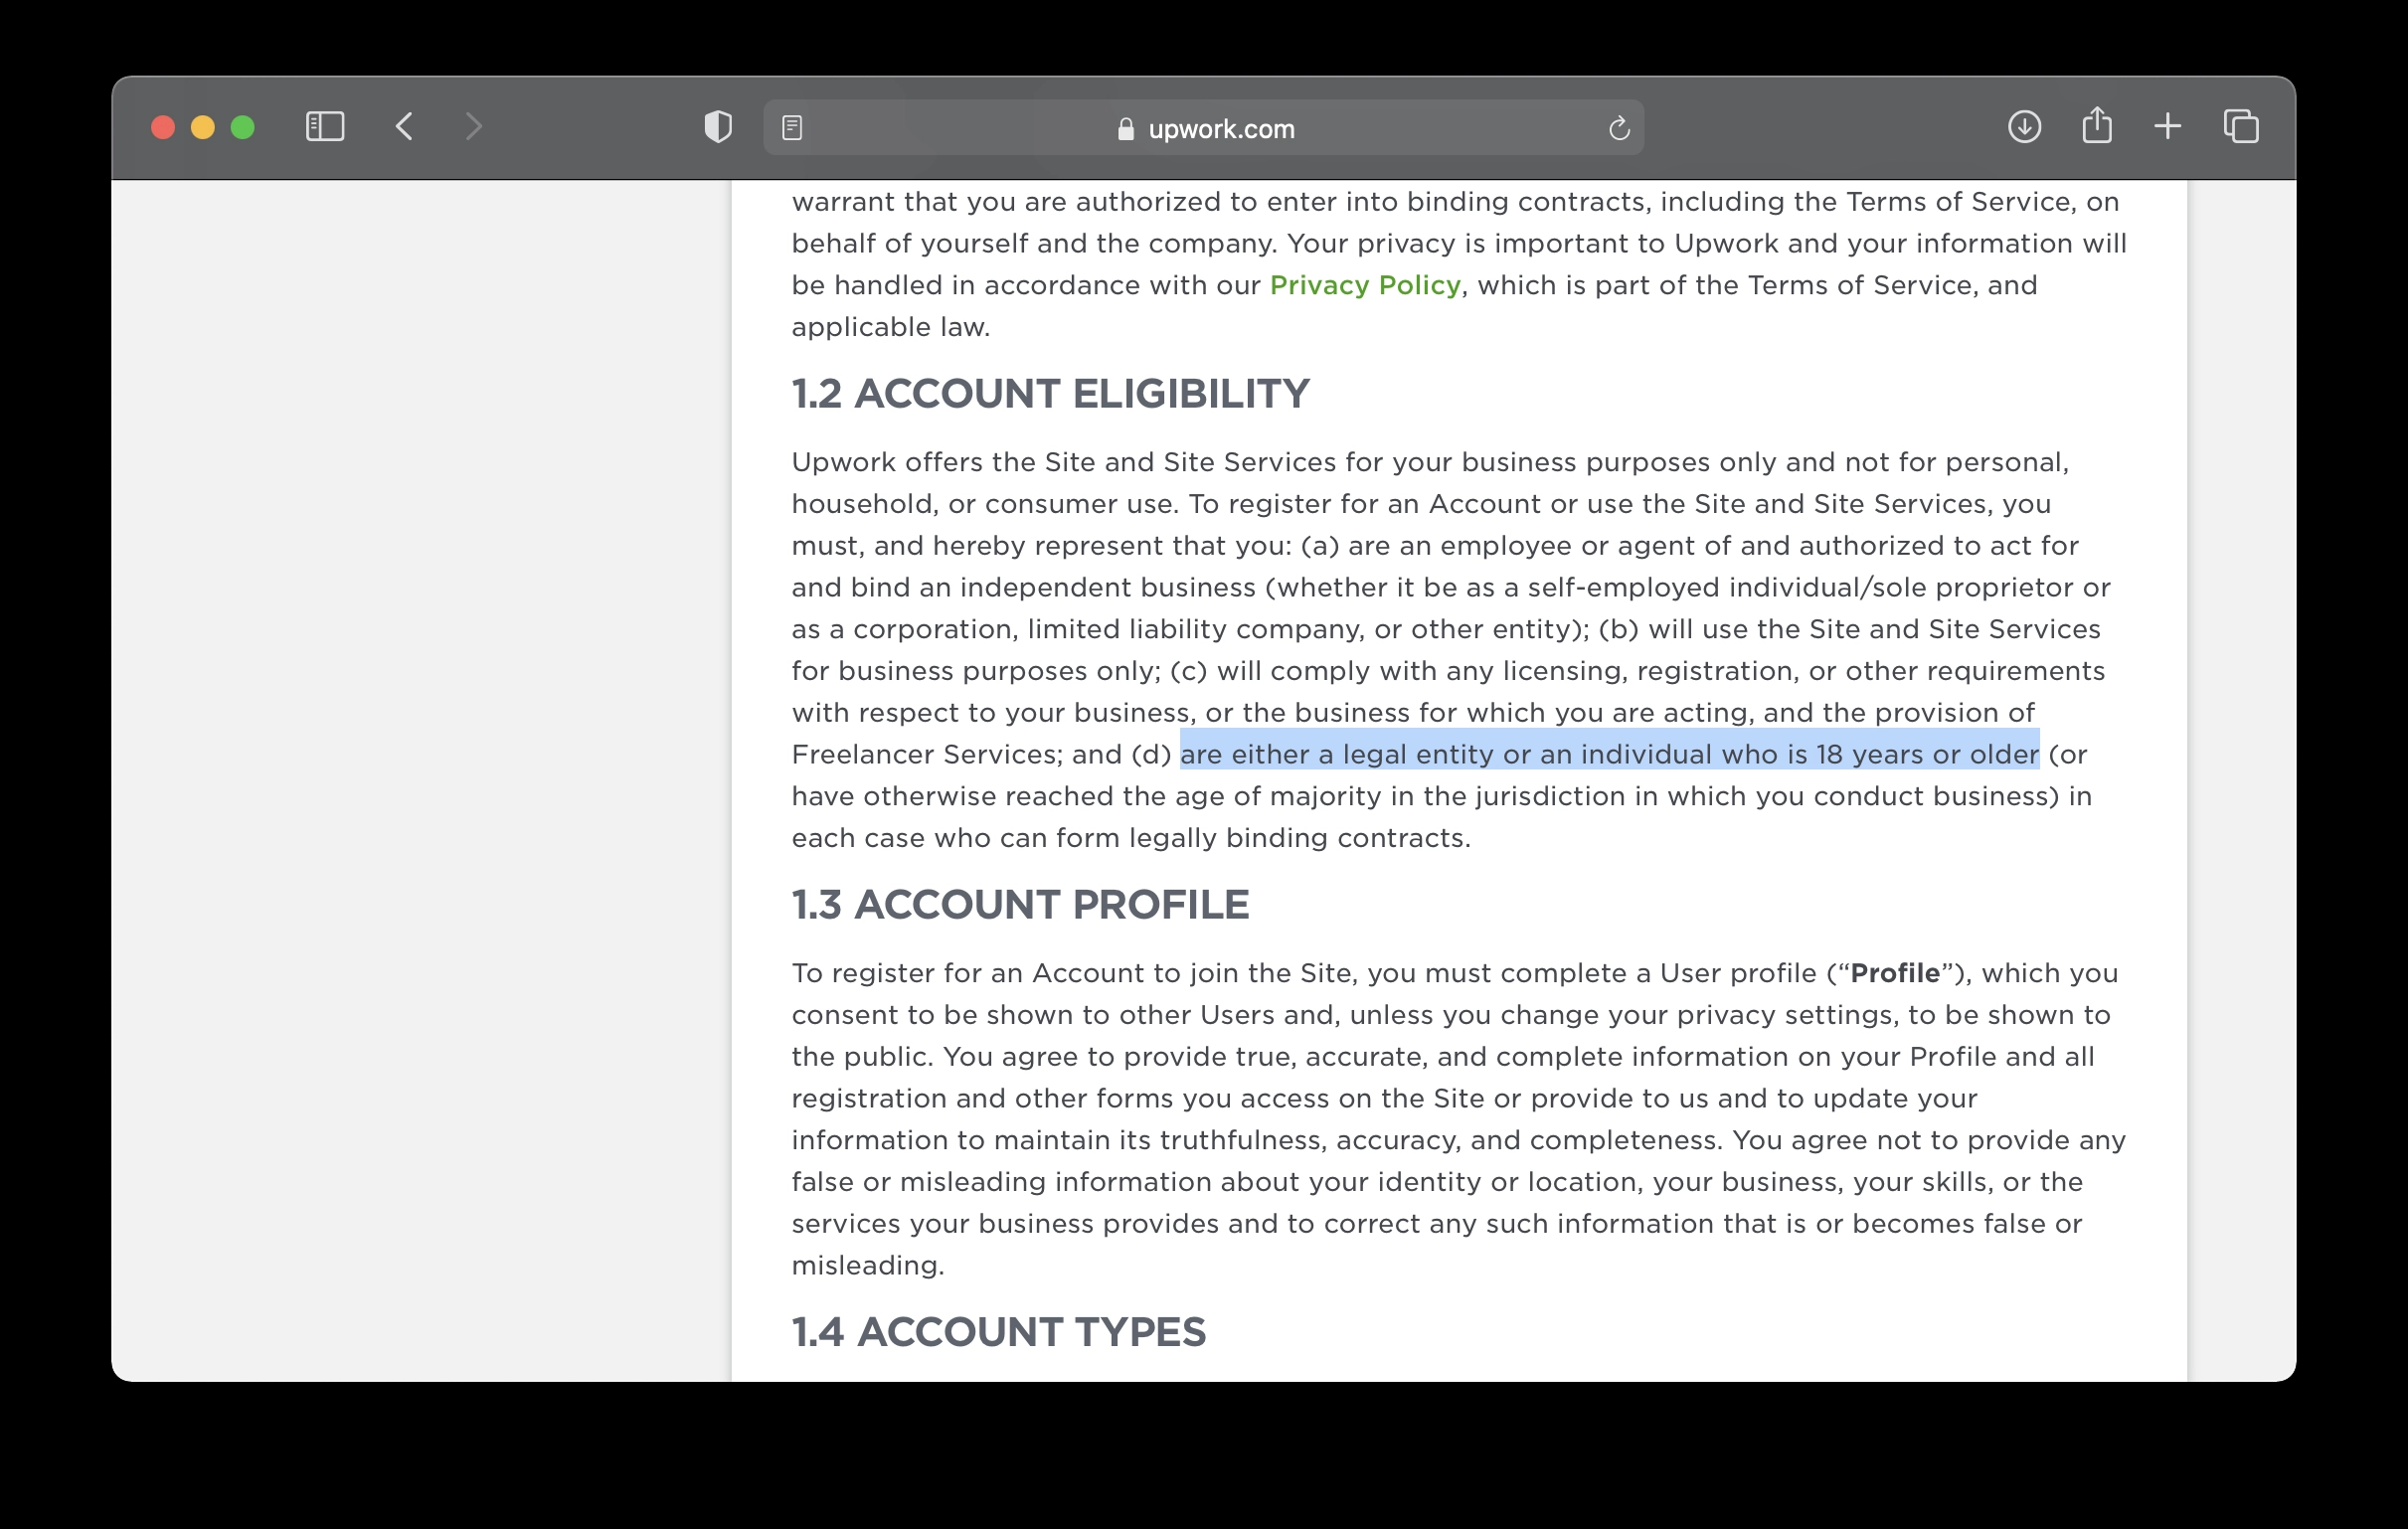 upwork.com
warrant that you are authorized to enter into binding contracts, including the Terms of Service, on
behalf of yourself and the company. Your privacy is important to Upwork and your information will
be handled in accordance with our Privacy Policy, which is part of the Terms of Service, and
applicable law.
1.2 ACCOUNT ELIGIBILITY
Upwork offers the Site and Site Services for your business purposes only and not for personal,
household, or consumer use. To register for an Account or use the Site and Site Services, you
must, and hereby represent that you: (a) are an employee or agent of and authorized to act for
and bind an independent business (whether it be as a self-employed individual/sole proprietor or
as a corporation, limited liability company, or other entity); (b) will use the Site and Site Services
for business purposes only; (c) will comply with any licensing, registration, or other requirements
with respect to your business, or the business for which you are acting, and the provision of
Freelancer Services; and (d) are either a legal entity or an individual who is 18 years or older (or
have otherwise reached the age of majority in the jurisdiction in which you conduct business) in
each case who can form legally binding contracts.
1.3 ACCOUNT PROFILE
To register for an Account to join the Site, you must complete a User profile (“Profile”), which you
consent to be shown to other Users and, unless you change your privacy settings, to be shown to
the public. You agree to provide true, accurate, and complete information on your Profile and all
registration and other forms you access on the Site or provide to us and to update your
information to maintain its truthfulness, accuracy, and completeness. You agree not to provide any
false or misleading information about your identity or location, your business, your skills, or the
services your business provides and to correct any such information that is or becomes false or
misleading.
1.4 ACCOUNT TYPES